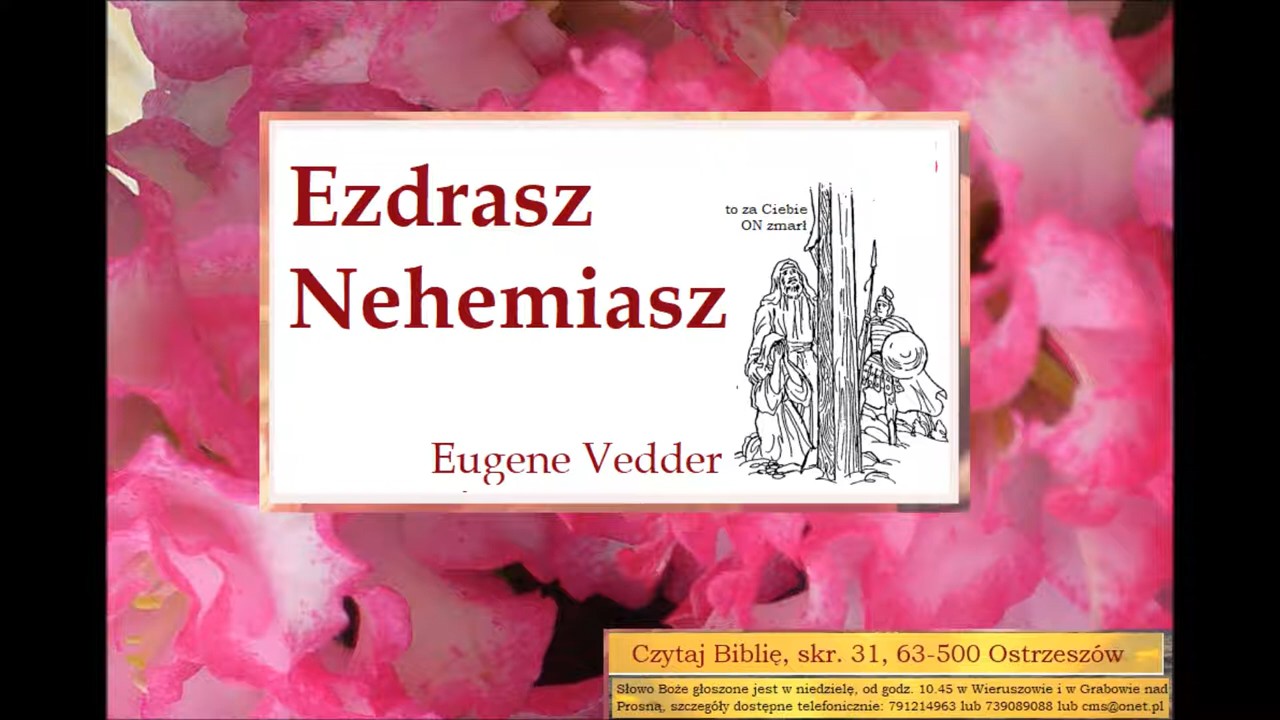 Ezdrasz
Nehemiasz
to za Ciebie
ON zmarł
Eugene Vedder
Czytaj Biblię, skr. 31, 63-500 Ostrzeszów
Słowo Boże głoszone jest w niedzielę, od godz. 10.45 w Wieruszowie i w Grabowie nad
Prosną, szczegóły dostępne telefonicznie: 791214963 lub 739089088 lub cms@onet.pl